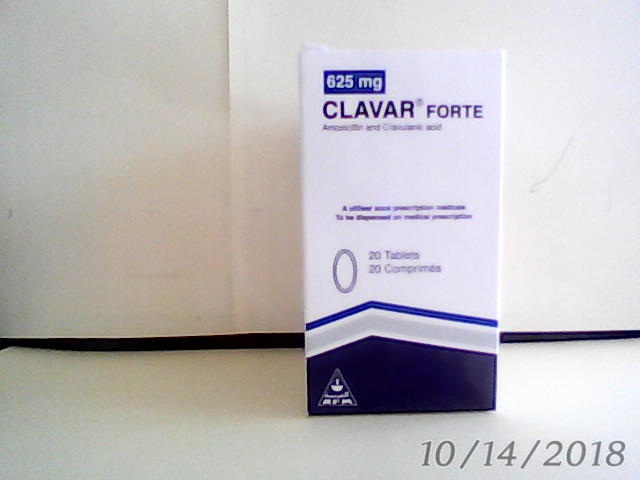 625 mg
CLAVAR® FORTE
Amoxicillin and Clavulanic acid
A utiliser sous prescription medicale
To be dispensed on medical prescription
20 Tablets
20 Comprimés
10/14/2018